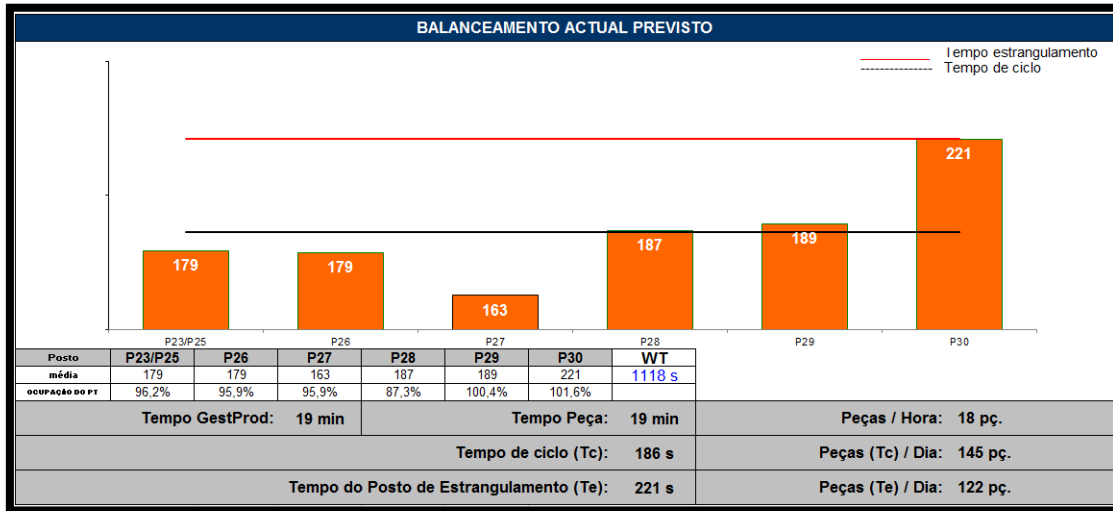 BALANCEAMENTO ACTUAL PREVISTO
Tempo estrangulamento
Tempo de ciclo
179
179
163
187
189
221
P23/P25 P26 P27 P28 P29 P30
Posto P23/P25 P26 P27 P28 P29 P30 WT
média 179 179 163 187 189 221 1118 s
OCUPAÇÃO DO PT 96,2% 95,9% 95,9% 87,3% 100,4% 101,6%
Tempo GestProd: 19 min Tempo Peça: 19 min Peças / Hora: 18 pç.
Tempo de ciclo (Tc): 186 s Peças (Tc) / Dia: 145 pç.
Tempo do Posto de Estrangulamento (Te): 221 s Peças (Te) / Dia: 122 pç.